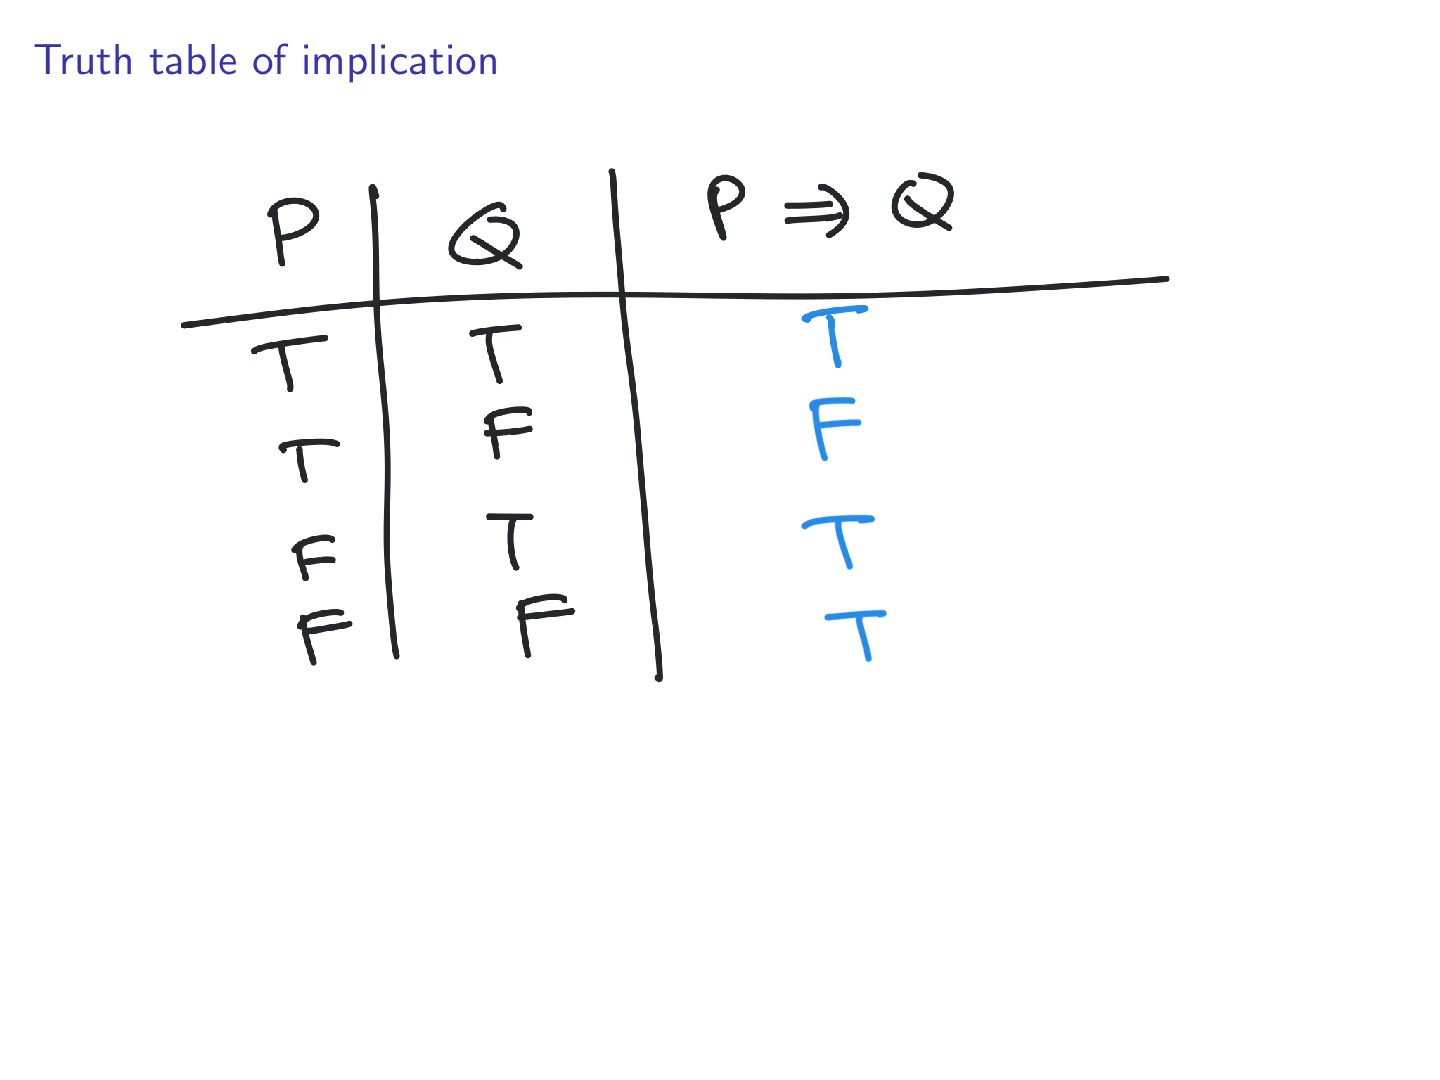 Truth table of implication
P Q P ⇒ Q
T T T
T F F
F T T
F F T